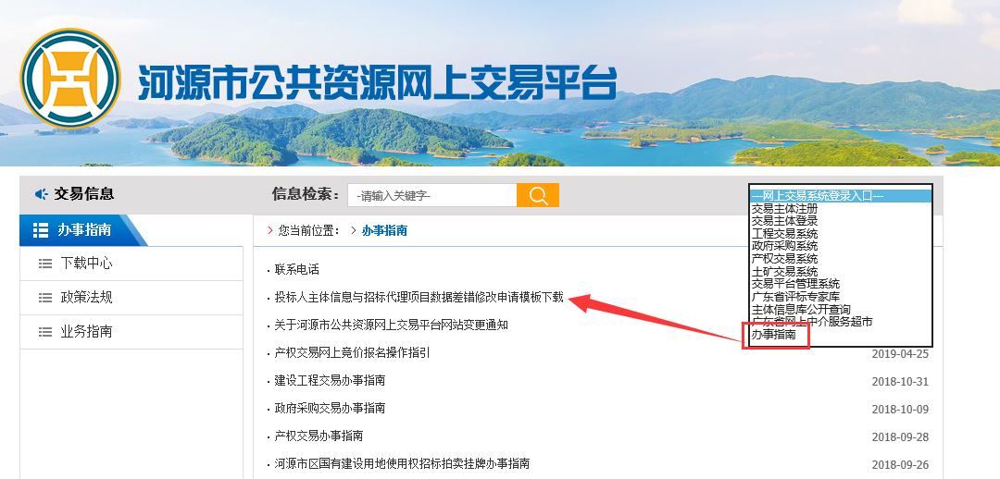 河源市公共资源网上交易平台
交易信息
信息检索：
-请输入关键字-
办事指南
下载中心
政策法规
业务指南
您当前位置： > 办事指南
---网上交易系统登录入口---
交易主体注册
交易主体登录
工程交易系统
政府采购系统
产权交易系统
土矿交易系统
交易平台管理系统
广东省评标专家库
主体信息库公开查询
广东省网上中介服务超市
办事指南
· 联系电话
· 投标人主体信息与招标代理项目数据差错修改申请模板下载
· 关于河源市公共资源网上交易平台网站变更通知
· 产权交易网上竞价报名操作指引 2019-04-25
· 建设工程交易办事指南 2018-10-31
· 政府采购交易办事指南 2018-10-09
· 产权交易办事指南 2018-09-28
· 河源市区国有建设用地使用权招标拍卖挂牌办事指南 2018-09-26